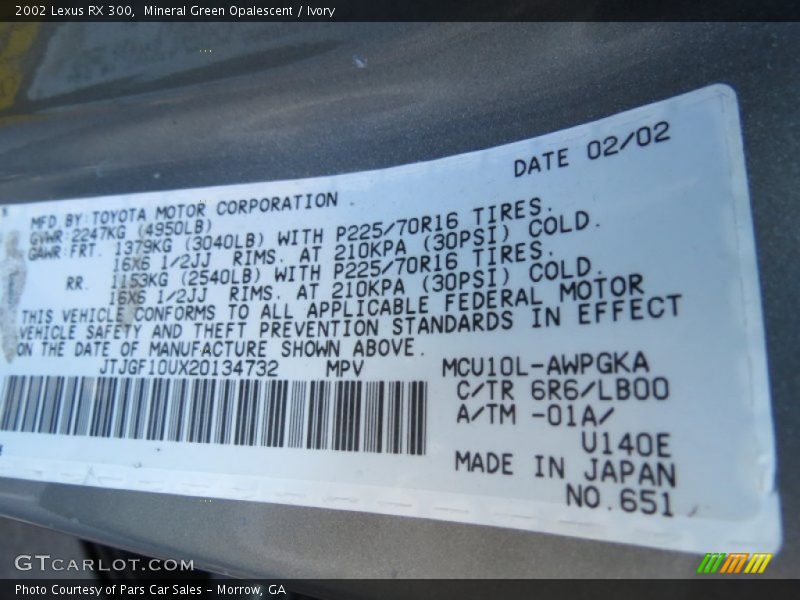 2002 Lexus RX 300, Mineral Green Opalescent / Ivory
DATE 02/02
MFD BY:TOYOTA MOTOR CORPORATION
GVWR:2247KG (4950LB)
GAWR:FRT. 1379KG (3040LB) WITH P225/70R16 TIRES.
16X6 1/2JJ RIMS. AT 210KPA (30PSI) COLD.
RR. 1153KG (2540LB) WITH P225/70R16 TIRES.
16X6 1/2JJ RIMS. AT 210KPA (30PSI) COLD.
THIS VEHICLE CONFORMS TO ALL APPLICABLE FEDERAL MOTOR
VEHICLE SAFETY AND THEFT PREVENTION STANDARDS IN EFFECT
ON THE DATE OF MANUFACTURE SHOWN ABOVE.
JTJGF10UX20134732 MPV MCU10L-AWPGKA
C/TR 6R6/LB00
A/TM -01A/
U140E
MADE IN JAPAN
NO.651
GTCARLOT.COM
Photo Courtesy of Pars Car Sales - Morrow, GA